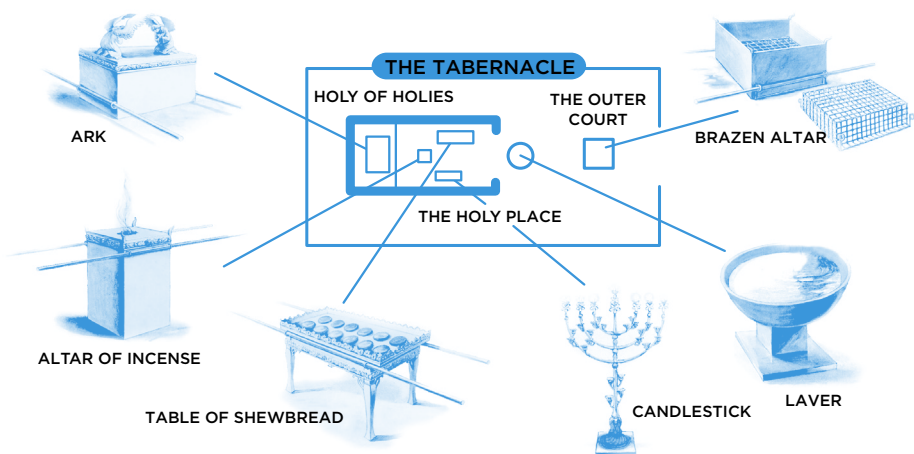 THE TABERNACLE
HOLY OF HOLIES
THE OUTER
COURT
ARK
BRAZEN ALTAR
THE HOLY PLACE
ALTAR OF INCENSE
TABLE OF SHEWBREAD
CANDLESTICK
LAVER